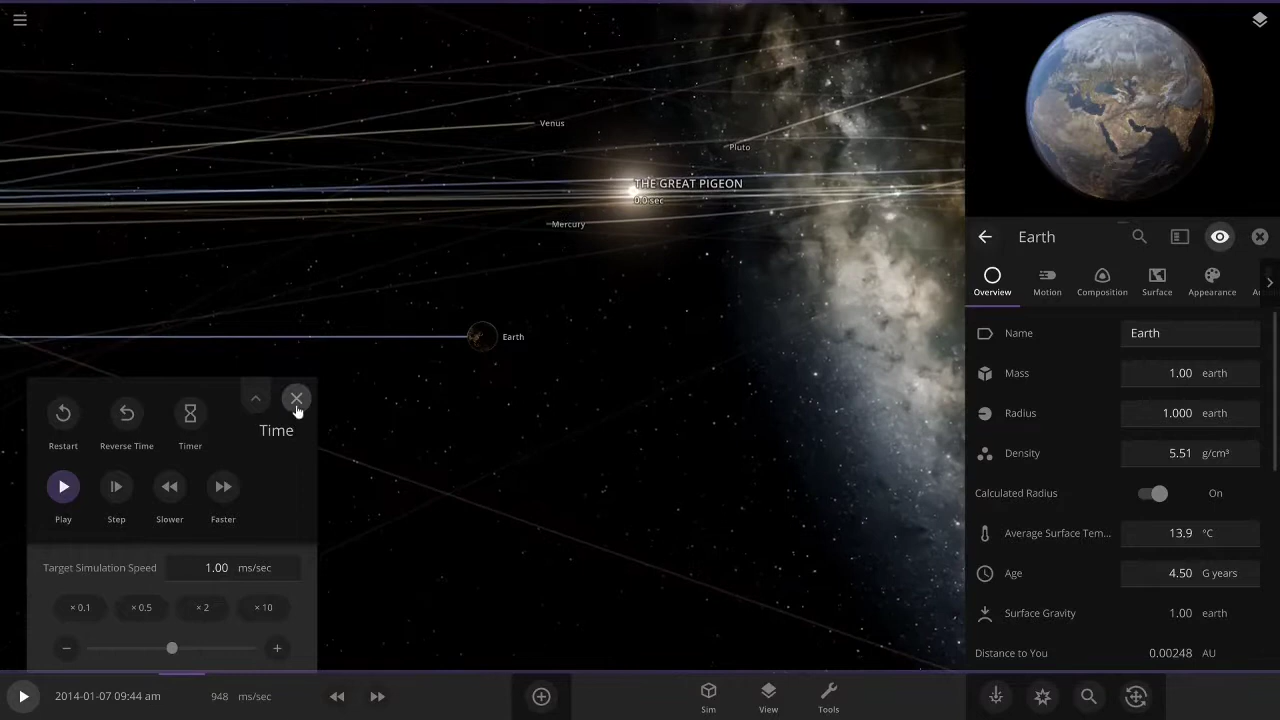 Venus
Pluto
THE GREAT PIGEON
0.0 sec
Mercury
Earth
Time
Restart
Reverse Time
Timer
Play
Step
Slower
Faster
Target Simulation Speed
1.00 ms/sec
× 0.1
× 0.5
× 2
× 10
2014-01-07 09:44 am
948 ms/sec
Sim
View
Tools
Earth
Overview
Motion
Composition
Surface
Appearance
Name Earth
Mass 1.00 earth
Radius 1.000 earth
Density 5.51 g/cm³
Calculated Radius On
Average Surface Tem... 13.9 °C
Age 4.50 G years
Surface Gravity 1.00 earth
Distance to You 0.00248 AU